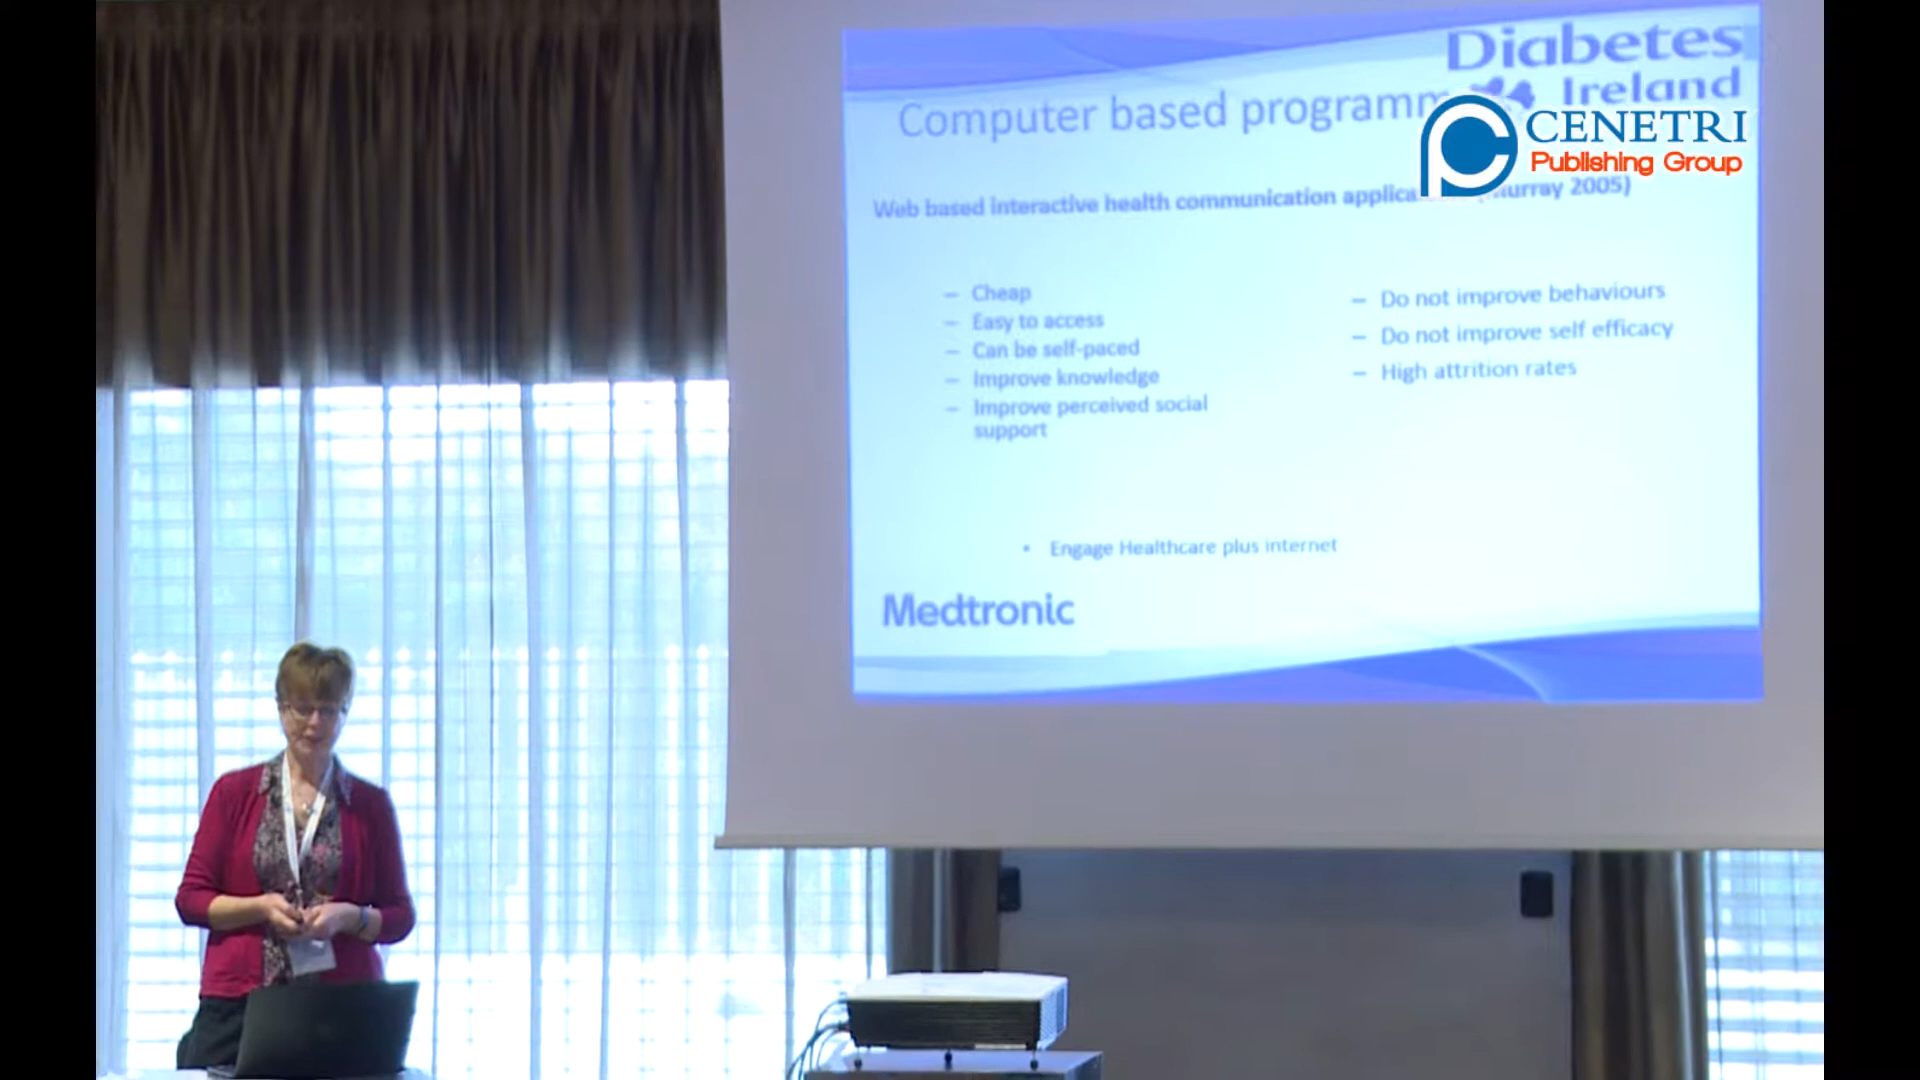 Diabetes
Ireland
Computer based programm
CENETRI
Publishing Group
Web based interactive health communication applica urray 2005)
– Cheap
– Easy to access
– Can be self-paced
– Improve knowledge
– Improve perceived social
support
– Do not improve behaviours
– Do not improve self efficacy
– High attrition rates
• Engage Healthcare plus internet
Medtronic